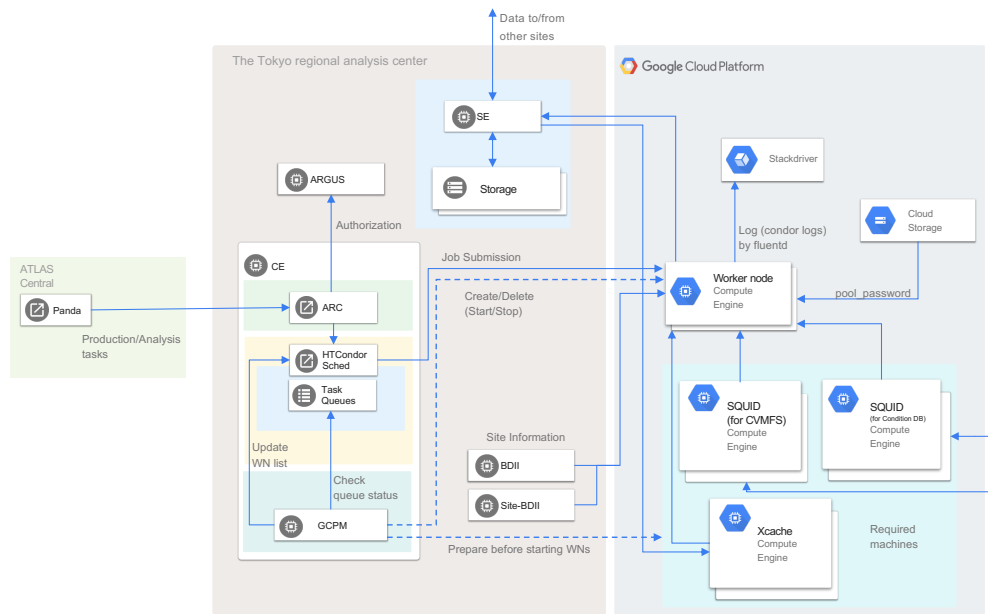 Data to/from
other sites
The Tokyo regional analysis center
Google Cloud Platform
SE
Stackdriver
ARGUS
Storage
Cloud
Storage
Authorization
Log (condor logs)
by fluentd
CE
Job Submission
ATLAS
Central
Worker node
Compute
Engine
Create/Delete
(Start/Stop)
pool_password
Panda
ARC
Production/Analysis
tasks
HTCondor
Sched
Task
Queues
SQUID
(for CVMFS)
Compute
Engine
SQUID
(for Condition DB)
Compute
Engine
Site Information
Update
WN list
BDII
Check
queue status
Site-BDII
GCPM
Xcache
Compute
Engine
Required
machines
Prepare before starting WNs